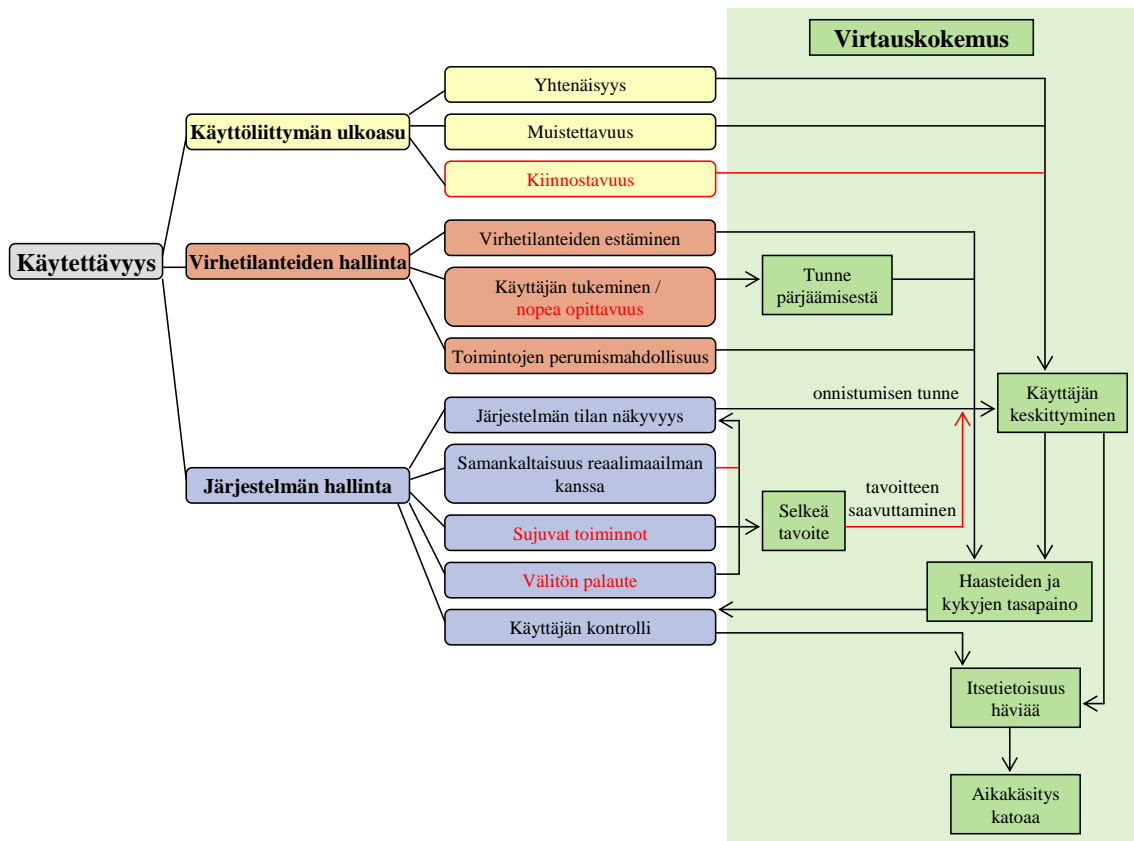 Virtauskokemus
Yhtenäisyys
Käyttöliittymän ulkoasu
Muistettavuus
Kiinnostavuus
Käytettävyys
Virhetilanteiden hallinta
Virhetilanteiden estäminen
Käyttäjän tukeminen /
nopea opittavuus
Tunne
pärjäämisestä
Toimintojen perumismahdollisuus
Järjestelmän hallinta
Järjestelmän tilan näkyvyys
onnistumisen tunne
Käyttäjän
keskittyminen
Samankaltaisuus reaalimaailman
kanssa
Sujuvat toiminnot
Selkeä
tavoite
tavoitteen
saavuttaminen
Välitön palaute
Haasteiden ja
kykyjen tasapaino
Käyttäjän kontrolli
Itsetietoisuus
häviää
Aikakäsitys
katoaa